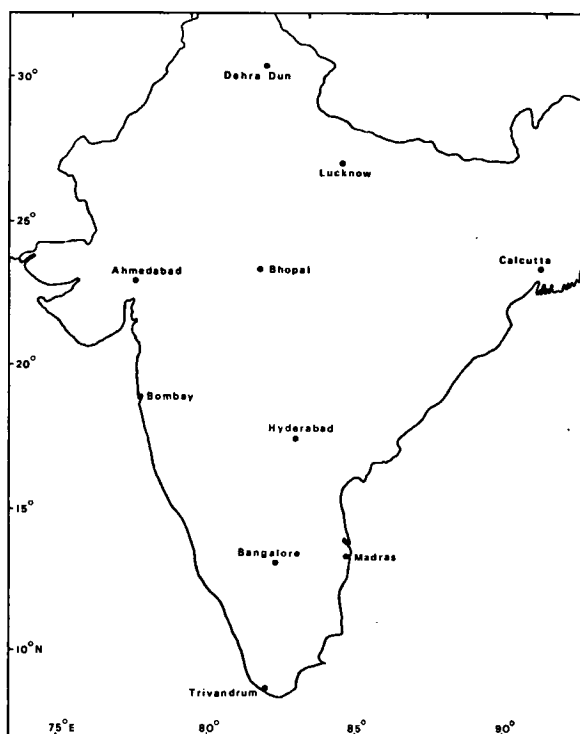 30°
Dehra Dun
Lucknow
25°
Ahmedabad
Bhopal
Calcutta
20°
Bombay
Hyderabad
15°
Bangalore
Madras
10°N
Trivandrum
75°E
80°
85°
90°